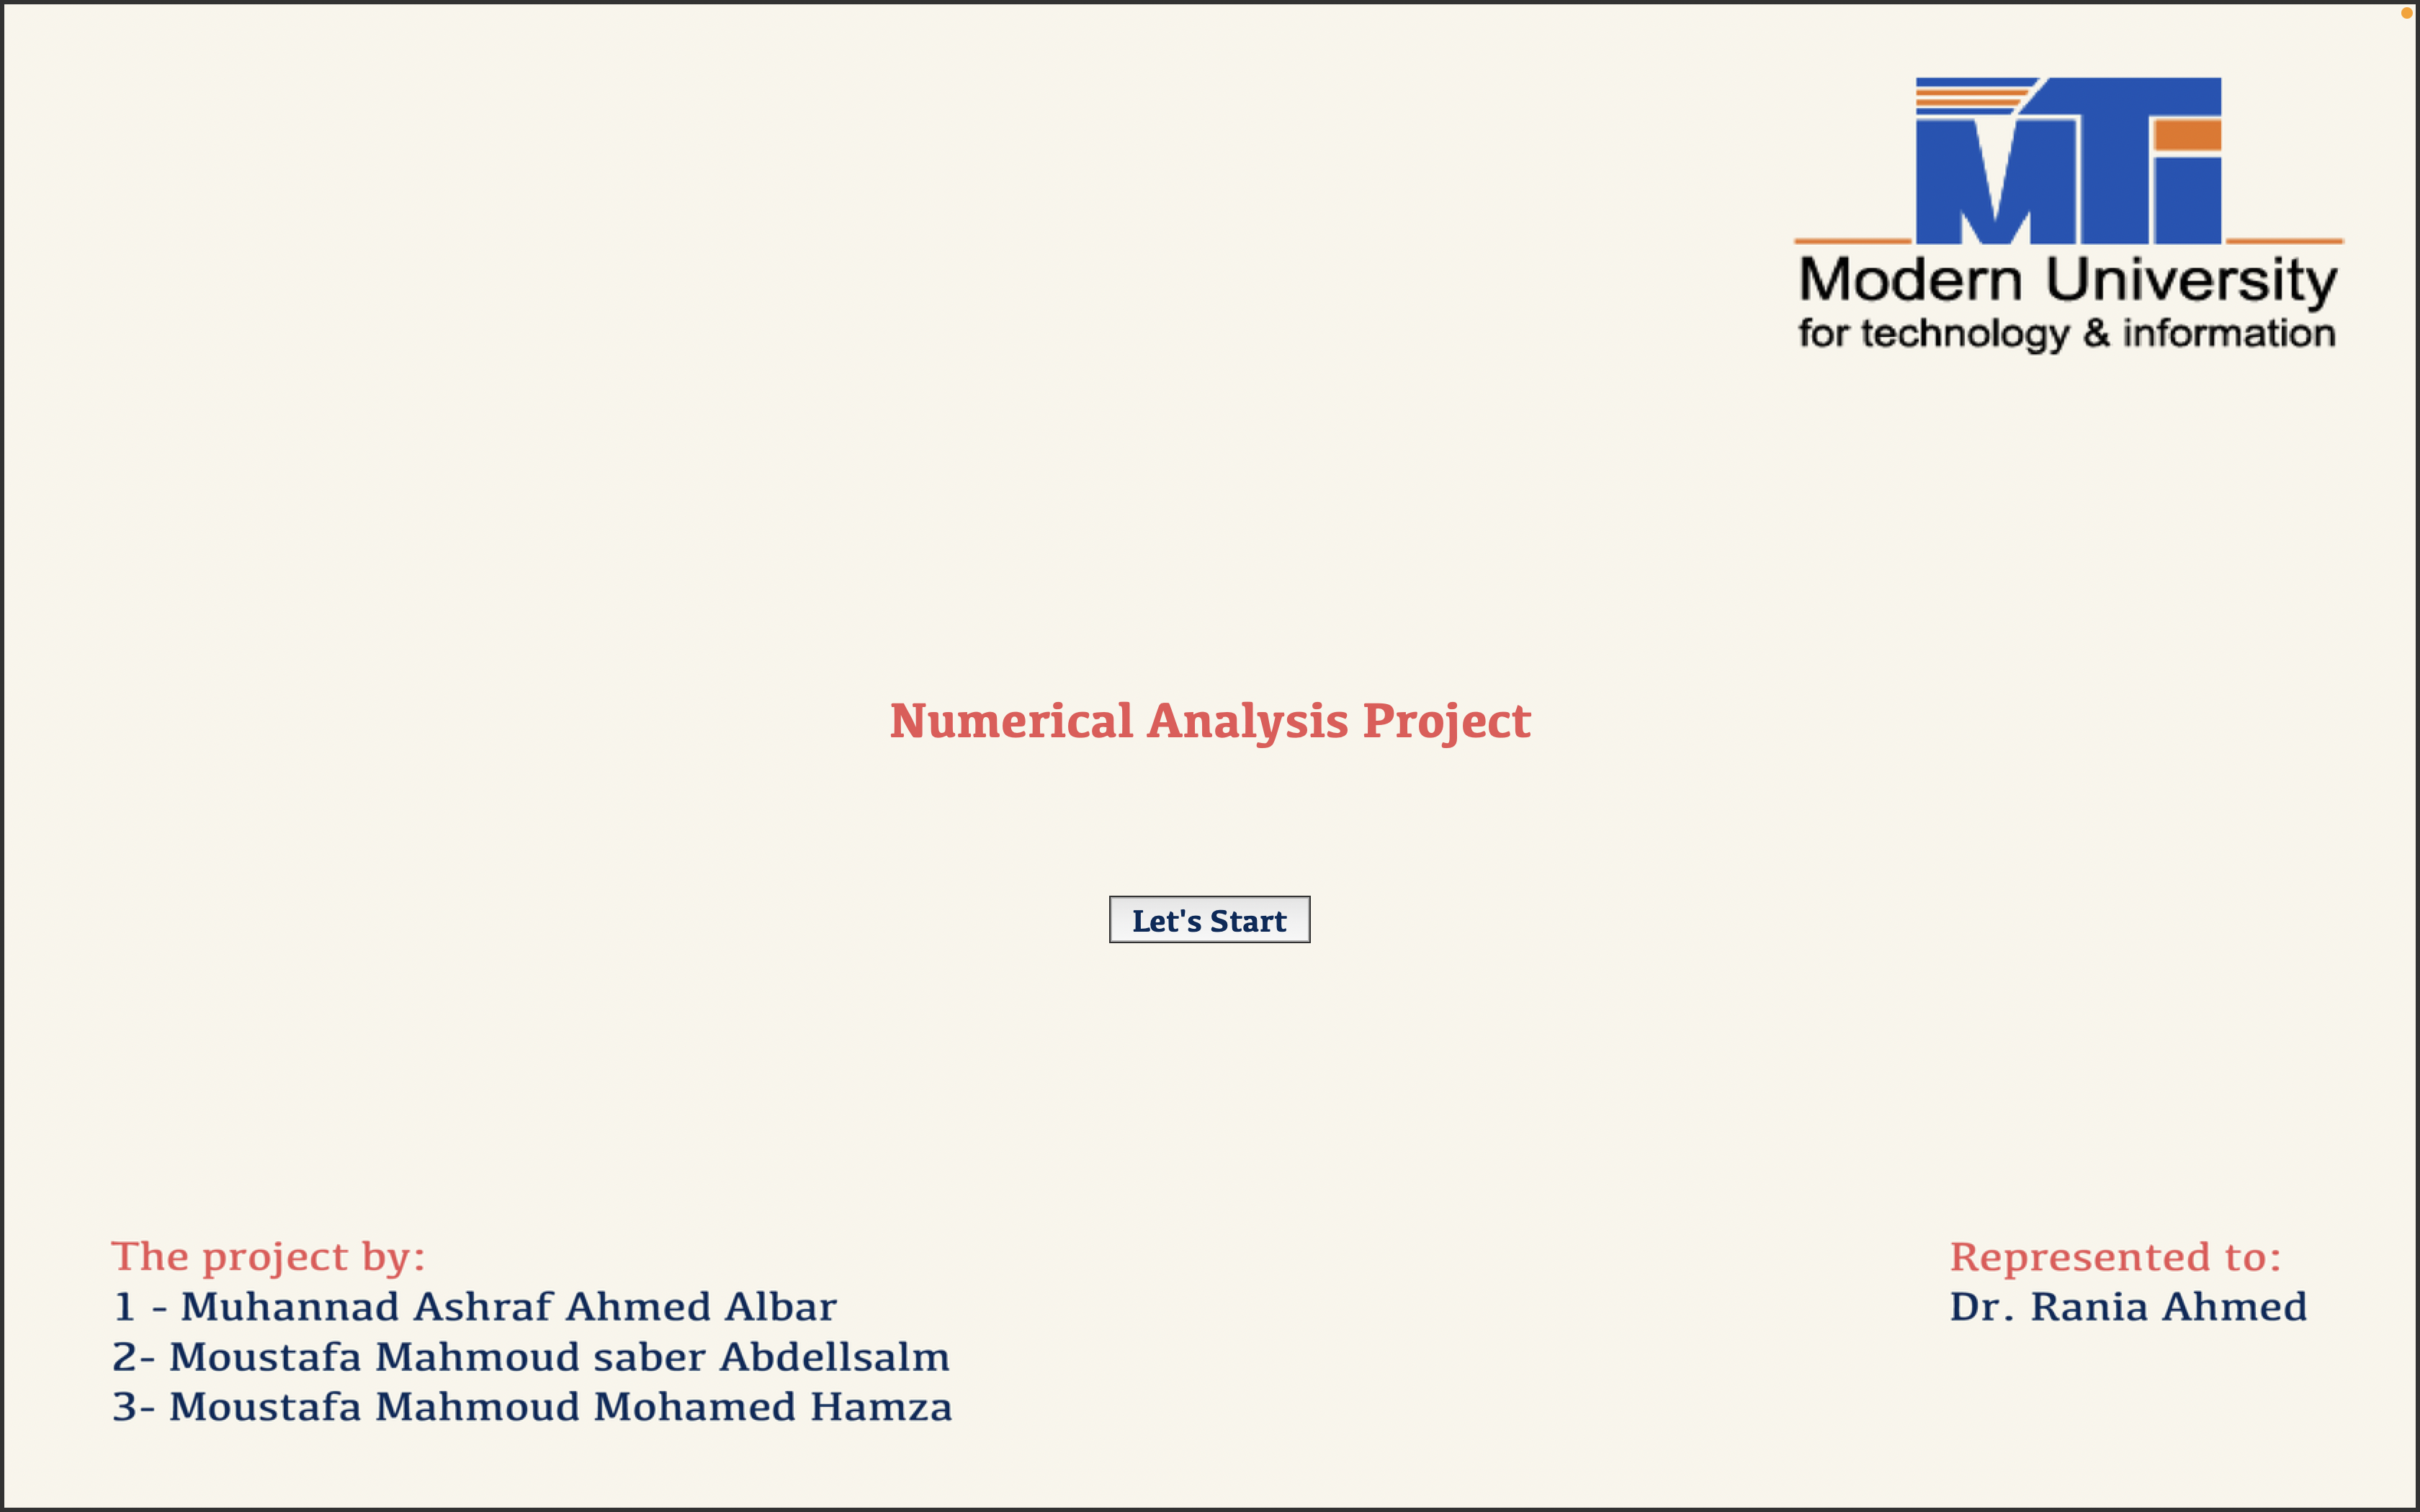 MTi
Modern University
for technology & information
Numerical Analysis Project
Let's Start
The project by:
1 - Muhannad Ashraf Ahmed Albar
2- Moustafa Mahmoud saber Abdellsalm
3- Moustafa Mahmoud Mohamed Hamza
Represented to:
Dr. Rania Ahmed